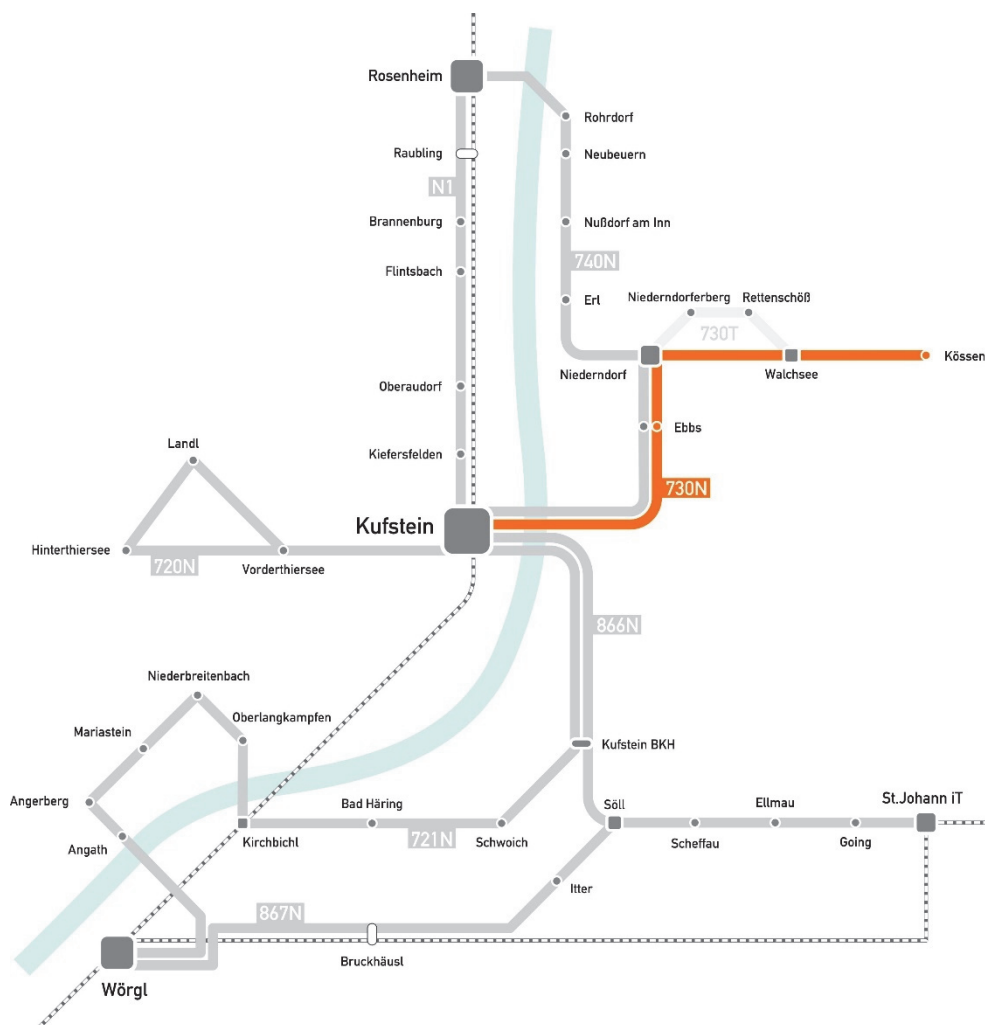 Rosenheim
Rohrdorf
Raubling
Neubeuern
N1
Brannenburg
Nußdorf am Inn
740N
Flintsbach
Erl
Niederndorferberg
Rettenschöß
730T
Niederndorf
Walchsee
Kössen
Oberaudorf
Ebbs
Landl
Kiefersfelden
730N
Kufstein
Hinterthiersee
720N
Vorderthiersee
866N
Niederbreitenbach
Oberlangkampfen
Mariastein
Kufstein BKH
Angerberg
Bad Häring
Söll
Ellmau
St.Johann iT
Angath
Kirchbichl
721N
Schwoich
Scheffau
Going
Itter
867N
Bruckhäusl
Wörgl